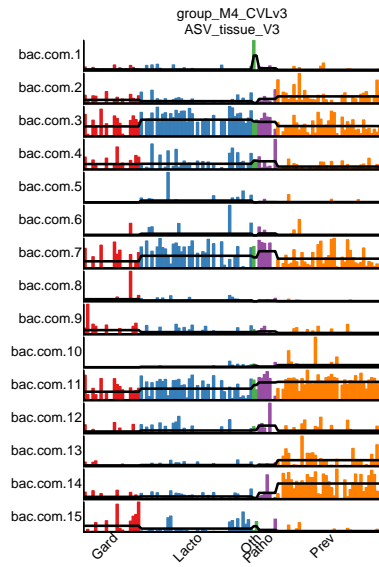 group_M4_CVLv3
ASV_tissue_V3
bac.com.1
bac.com.2
bac.com.3
bac.com.4
bac.com.5
bac.com.6
bac.com.7
bac.com.8
bac.com.9
bac.com.10
bac.com.11
bac.com.12
bac.com.13
bac.com.14
bac.com.15
Gard
Lacto
Oth
Patho
Prev